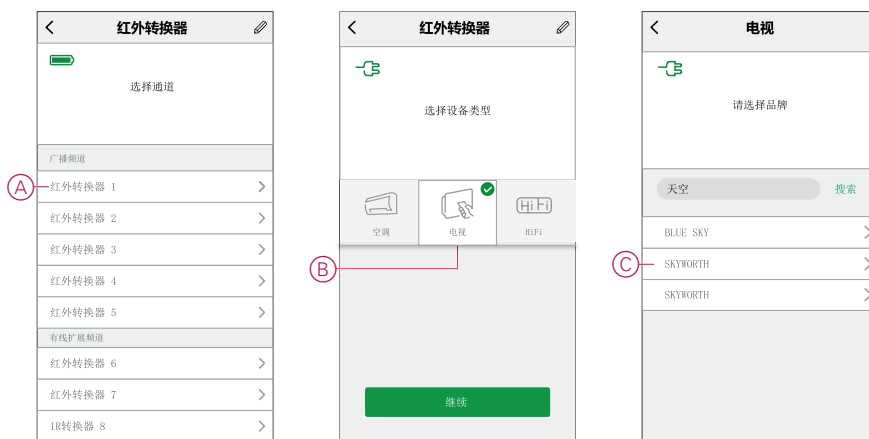 红外转换器
选择通道
广播频道
A
红外转换器 1
红外转换器 2
红外转换器 3
红外转换器 4
红外转换器 5
有线扩展频道
红外转换器 6
红外转换器 7
IR转换器 8
红外转换器
选择设备类型
空调
电视
HiFi
HiFi
B
继续
电视
请选择品牌
天空
搜索
BLUE SKY
C
SKYWORTH
SKYWORTH